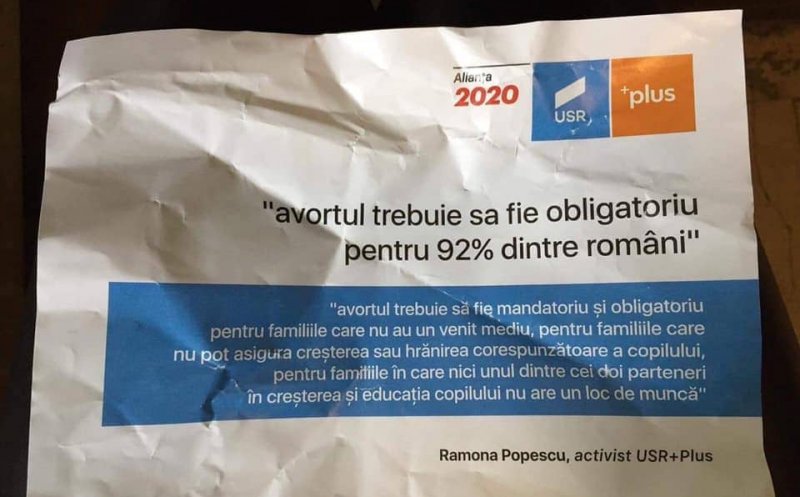 Alianța
2020
USR
+plus
"avortul trebuie sa fie obligatoriu
pentru 92% dintre români"
"avortul trebuie să fie mandatoriu și obligatoriu
pentru familiile care nu au un venit mediu, pentru familiile care
nu pot asigura creșterea sau hrănirea corespunzătoare a copilului,
pentru familiile în care nici unul dintre cei doi parteneri
în creșterea și educația copilului nu are un loc de muncă"
Ramona Popescu, activist USR+Plus